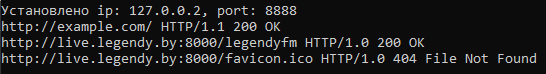 Установлено ip: 127.0.0.2, port: 8888
http://example.com/ HTTP/1.1 200 OK
http://live.legendy.by:8000/legendyfm HTTP/1.0 200 OK
http://live.legendy.by:8000/favicon.ico HTTP/1.0 404 File Not Found